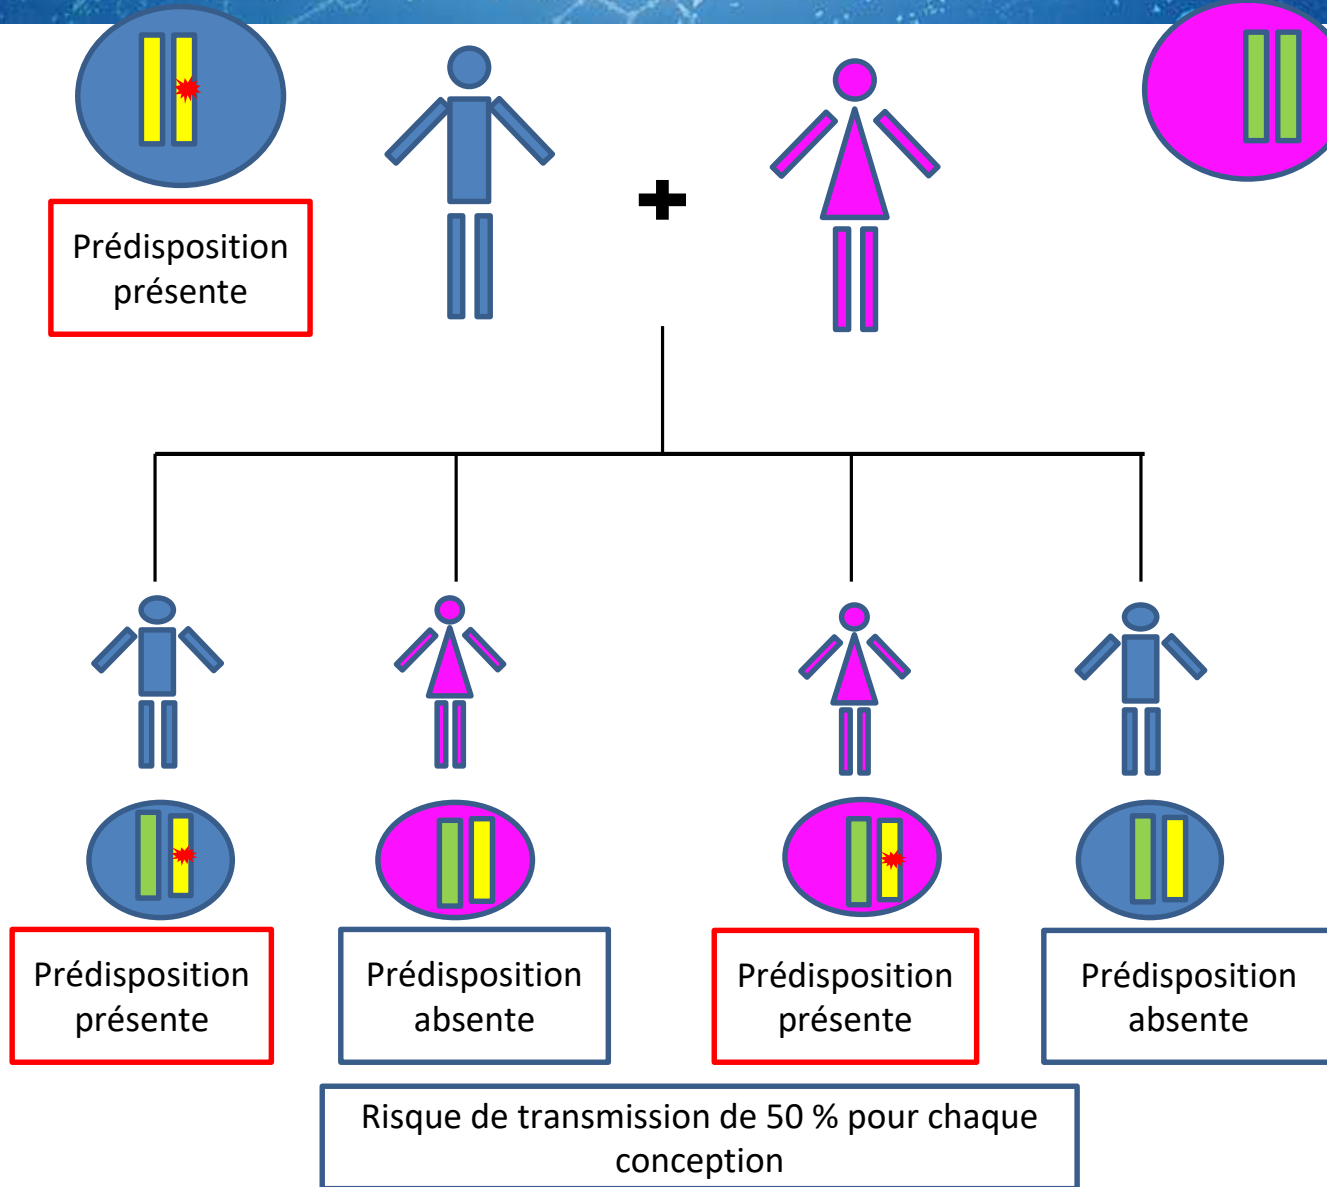 Prédisposition
présente
Prédisposition
présente
Prédisposition
absente
Prédisposition
présente
Prédisposition
absente
Risque de transmission de 50 % pour chaque
conception